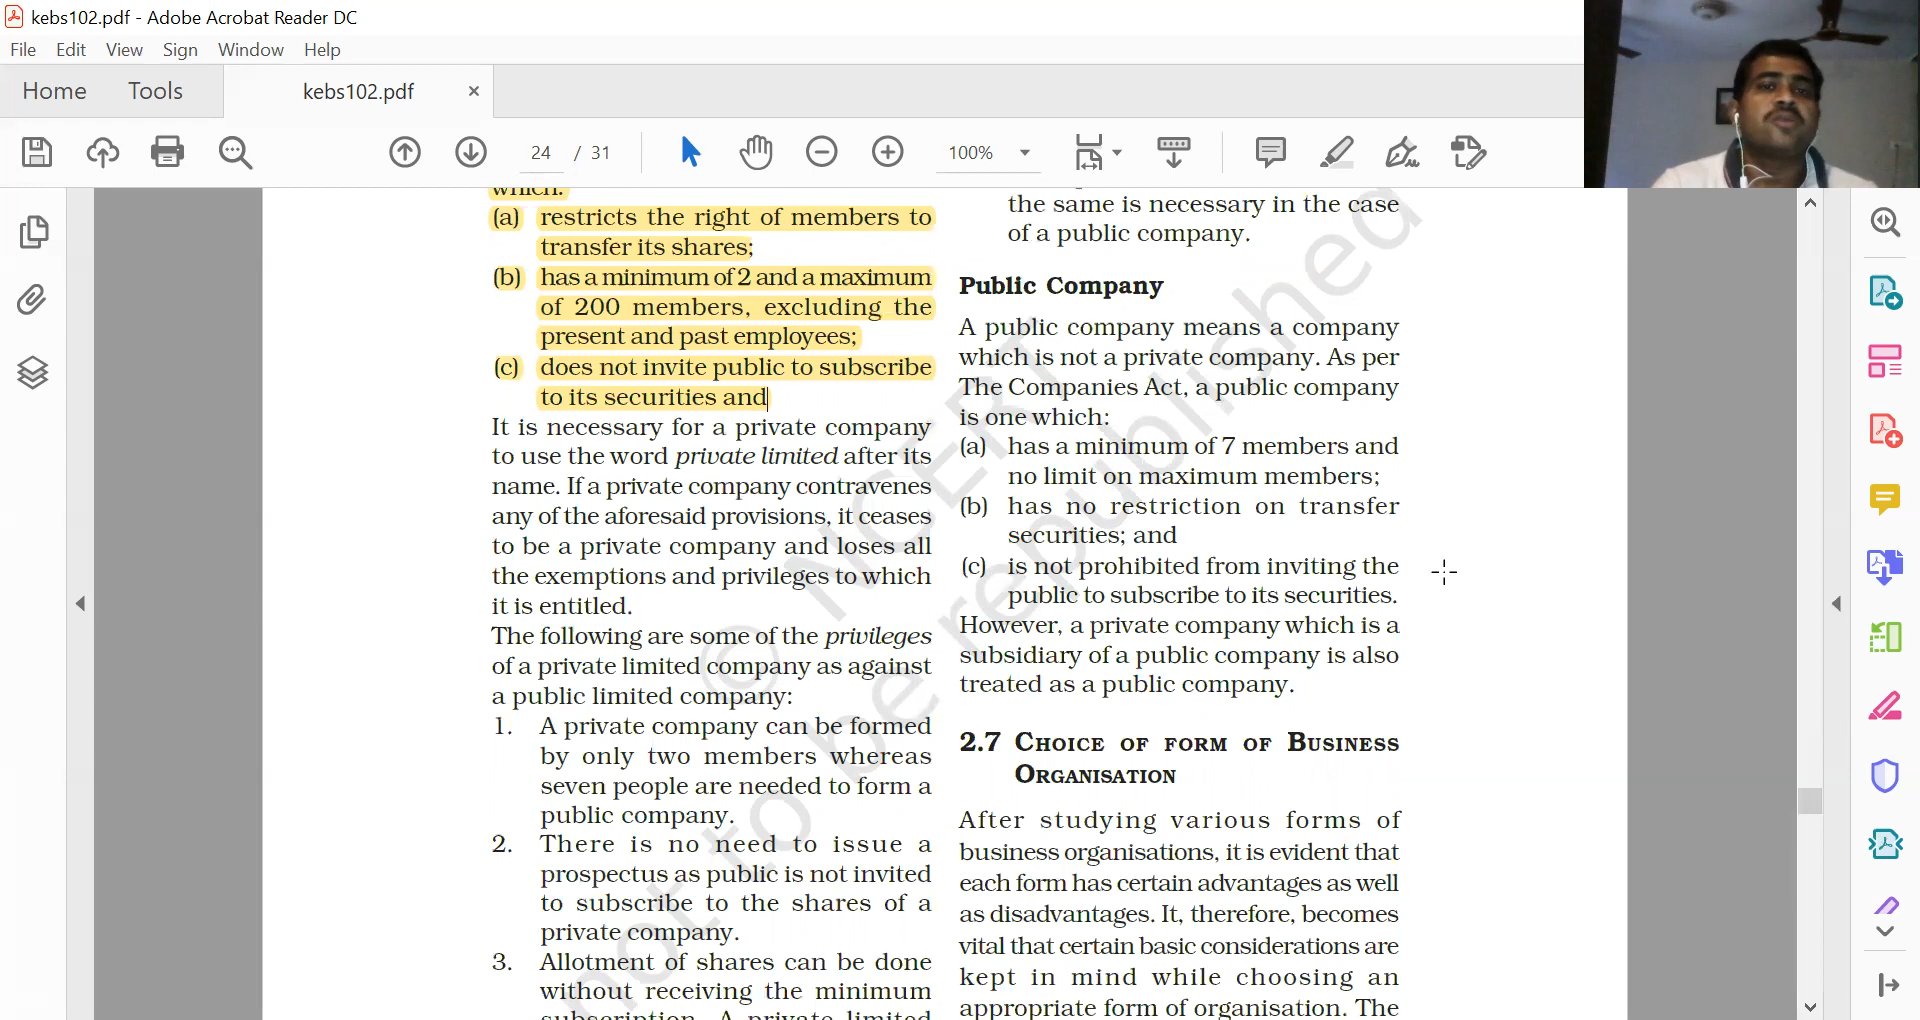 kebs102.pdf - Adobe Acrobat Reader DC
File Edit View Sign Window Help
Home Tools kebs102.pdf ×
24 / 31 100%
which:
(a) restricts the right of members to
transfer its shares;
(b) has a minimum of 2 and a maximum
of 200 members, excluding the
present and past employees;
(c) does not invite public to subscribe
to its securities and
It is necessary for a private company
to use the word private limited after its
name. If a private company contravenes
any of the aforesaid provisions, it ceases
to be a private company and loses all
the exemptions and privileges to which
it is entitled.
The following are some of the privileges
of a private limited company as against
a public limited company:
1. A private company can be formed
by only two members whereas
seven people are needed to form a
public company.
2. There is no need to issue a
prospectus as public is not invited
to subscribe to the shares of a
private company.
3. Allotment of shares can be done
without receiving the minimum
subscription. A private limited
the same is necessary in the case
of a public company.
Public Company
A public company means a company
which is not a private company. As per
The Companies Act, a public company
is one which:
(a) has a minimum of 7 members and
no limit on maximum members;
(b) has no restriction on transfer
securities; and
(c) is not prohibited from inviting the
public to subscribe to its securities.
However, a private company which is a
subsidiary of a public company is also
treated as a public company.
2.7 CHOICE OF FORM OF BUSINESS
ORGANISATION
After studying various forms of
business organisations, it is evident that
each form has certain advantages as well
as disadvantages. It, therefore, becomes
vital that certain basic considerations are
kept in mind while choosing an
appropriate form of organisation. The
© NCERT
not to be republished